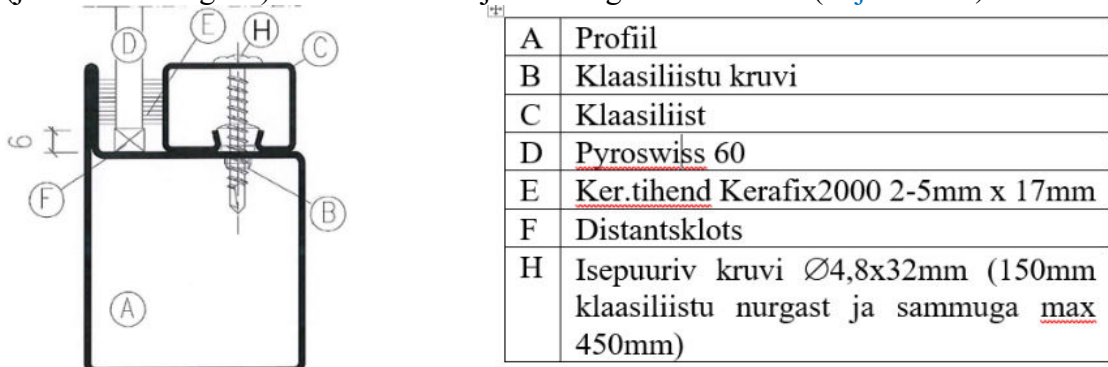 D
E
H
C
6
F
B
A
A Profiil
B Klaasiliistu kruvi
C Klaasiliist
D Pyroswiss 60
E Ker.tihend Kerafix2000 2-5mm x 17mm
F Distantsklots
H Isepuuriv kruvi ∅4,8x32mm (150mm
klaasiliistu nurgast ja sammuga max
450mm)